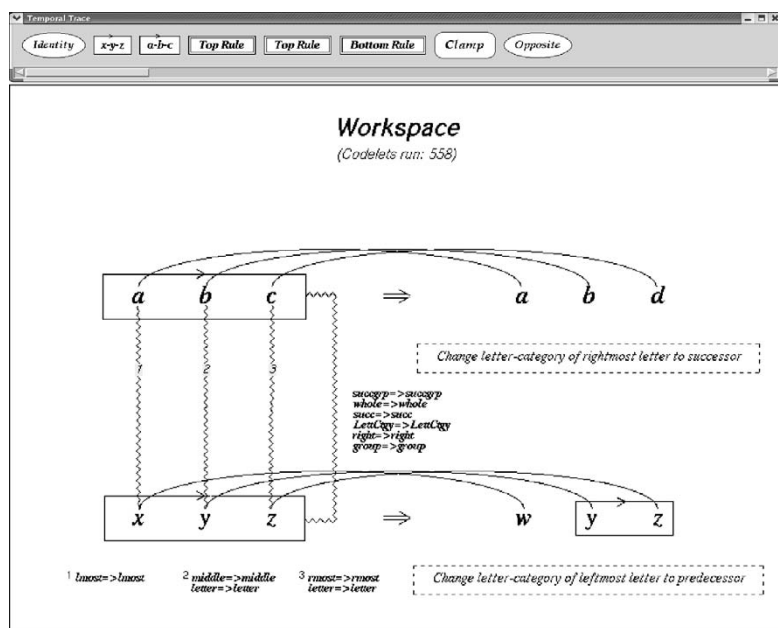 Temporal Trace
Identity x-y-z a-b-c Top Rule Top Rule Bottom Rule Clamp Opposite
Workspace
(Codelets run: 558)
a b c ⇒ a b d
Change letter-category of rightmost letter to successor
1 2 3
succgrp=>succgrp
whole=>whole
succ=>succ
LettCtgy=>LettCtgy
right=>right
group=>group
x y z ⇒ w y z
1 lmost=>lmost 2 middle=>middle 3 rmost=>rmost
letter=>letter letter=>letter
Change letter-category of leftmost letter to predecessor